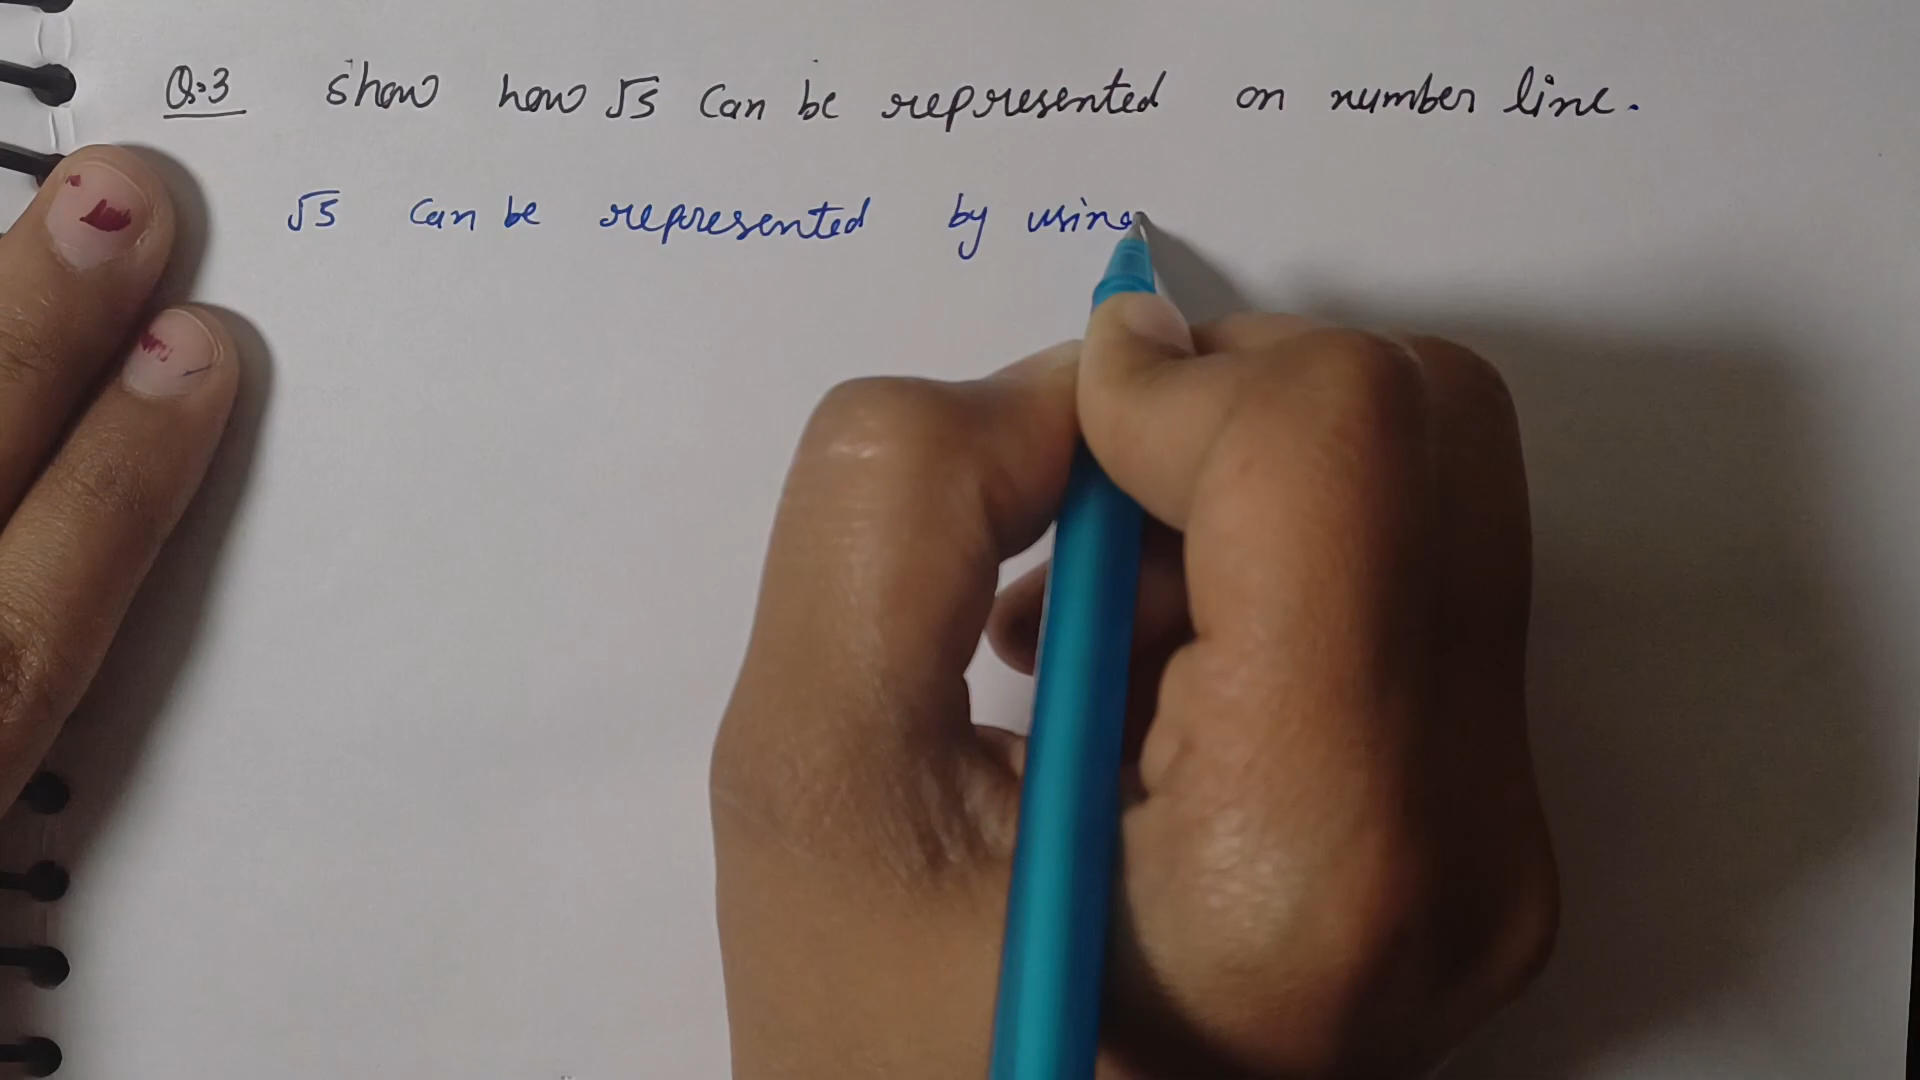 Q.3 Show how √5 can be represented on number line.
√5 can be represented by using